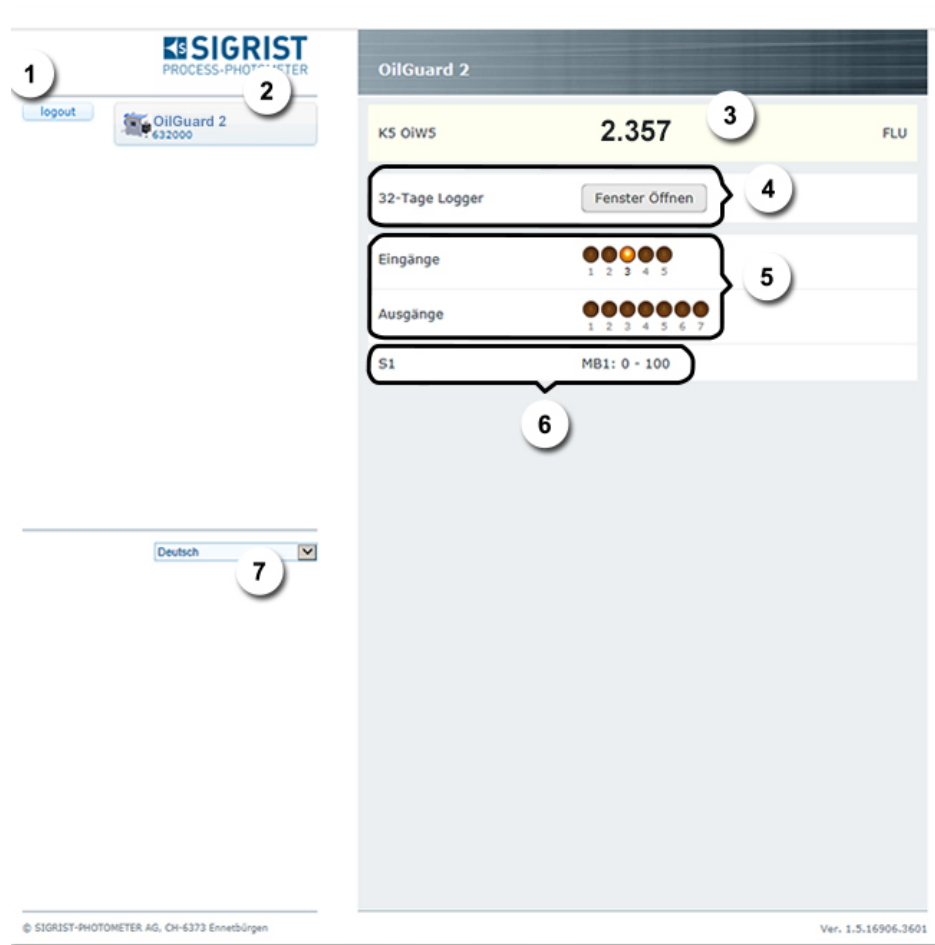 SIGRIST
PROCESS-PHOTOMETER
1
2
logout
OilGuard 2
632000
OilGuard 2
K5 OiW5
2.357
FLU
3
32-Tage Logger
Fenster Öffnen
4
Eingänge
1 2 3 4 5
5
Ausgänge
1 2 3 4 5 6 7
S1
MB1: 0 - 100
6
Deutsch
7
© SIGRIST-PHOTOMETER AG, CH-6373 Ennetbürgen
Ver. 1.5.16906.3601